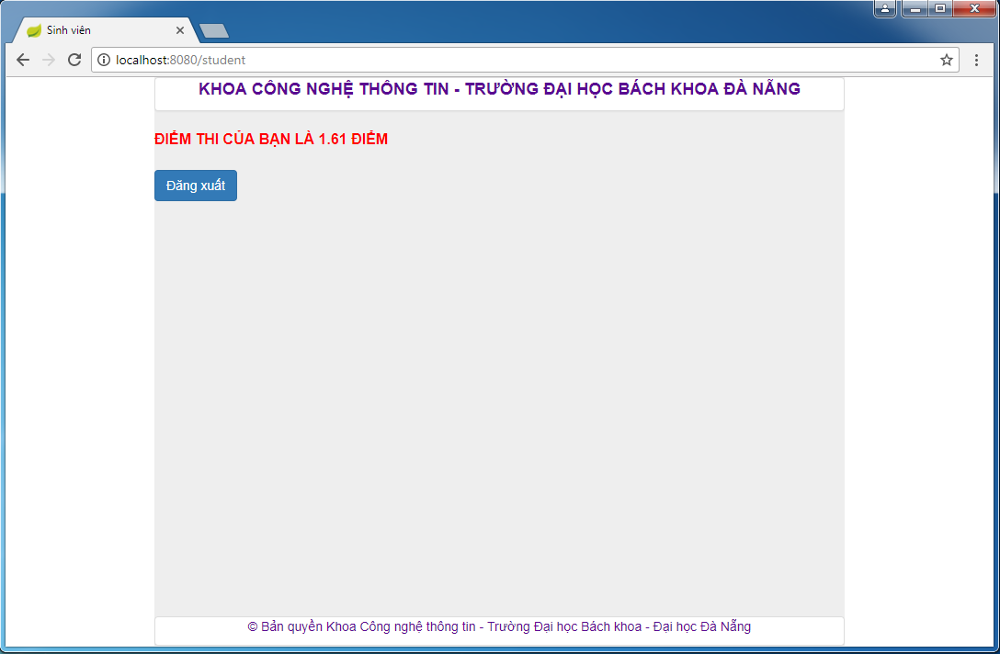 Sinh viên
localhost:8080/student
KHOA CÔNG NGHỆ THÔNG TIN - TRƯỜNG ĐẠI HỌC BÁCH KHOA ĐÀ NẴNG
ĐIỂM THI CỦA BẠN LÀ 1.61 ĐIỂM
Đăng xuất
© Bản quyền Khoa Công nghệ thông tin - Trường Đại học Bách khoa - Đại học Đà Nẵng